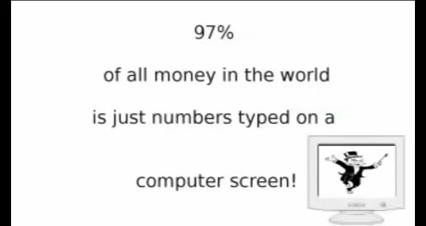 97%
of all money in the world
is just numbers typed on a
computer screen!